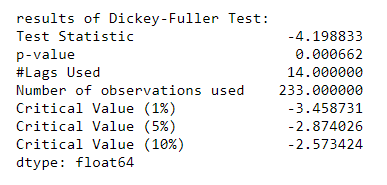 results of Dickey-Fuller Test:
Test Statistic -4.198833
p-value 0.000662
#Lags Used 14.000000
Number of observations used 233.000000
Critical Value (1%) -3.458731
Critical Value (5%) -2.874026
Critical Value (10%) -2.573424
dtype: float64